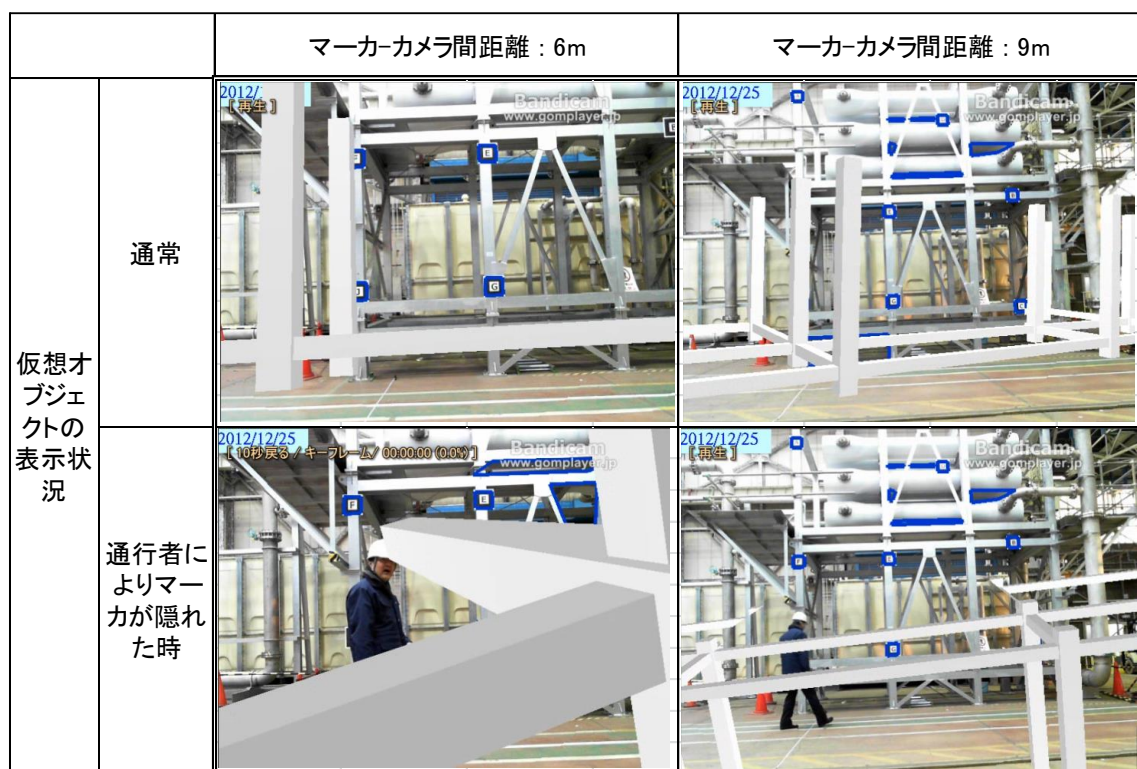 マーカ-カメラ間距離：6m
マーカ-カメラ間距離：9m
仮想オ
ブジェ
クトの
表示状
況
通常
2012/
[ 再生 ]
Bandicam
www.gomplayer.jp
E
G
2012/12/25
[ 再生 ]
Bandicam
www.gomplayer.jp
E
G
通行者に
よりマー
カが隠れ
た時
2012/12/25
[ 10秒戻る / キーフレーム / 00:00:00 (0.0%) ]
Bandicam
www.gomplayer.jp
F
E
2012/12/25
[ 再生 ]
Bandicam
www.gomplayer.jp
F
E
G